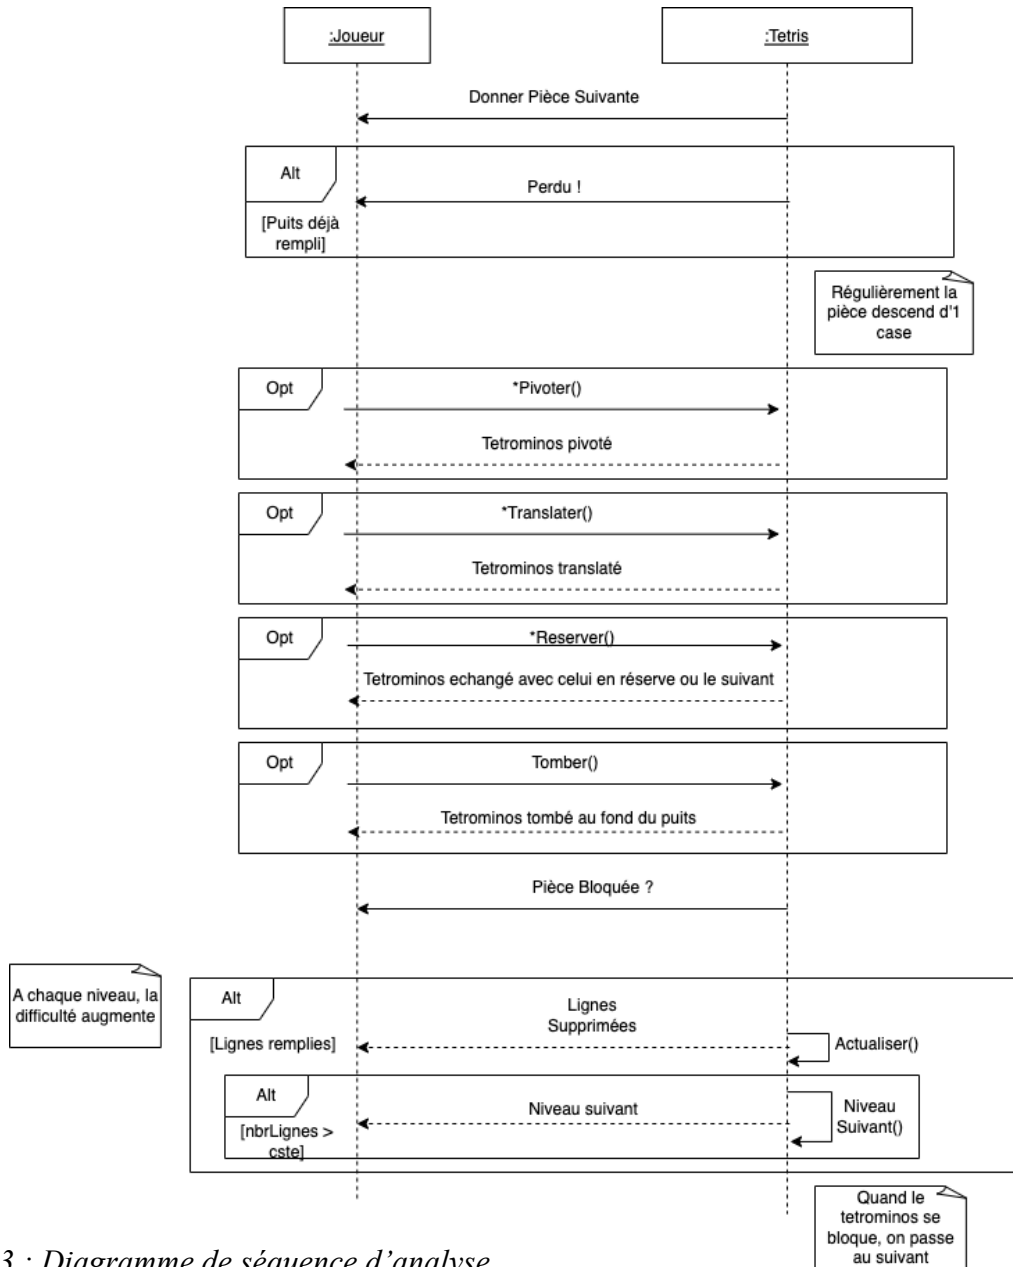 :Joueur
:Tetris
Donner Pièce Suivante
Alt
Perdu !
[Puits déjà
rempli]
Régulièrement la
pièce descend d'1
case
Opt
*Pivoter()
Tetrominos pivoté
Opt
*Translater()
Tetrominos translaté
Opt
*Reserver()
Tetrominos echangé avec celui en réserve ou le suivant
Opt
Tomber()
Tetrominos tombé au fond du puits
Pièce Bloquée ?
A chaque niveau, la
difficulté augmente
Alt
Lignes
Supprimées
[Lignes remplies]
Actualiser()
Alt
Niveau suivant
Niveau
Suivant()
[nbrLignes >
cste]
Quand le
tetrominos se
bloque, on passe
au suivant
3 : Diagramme de séquence d'analyse